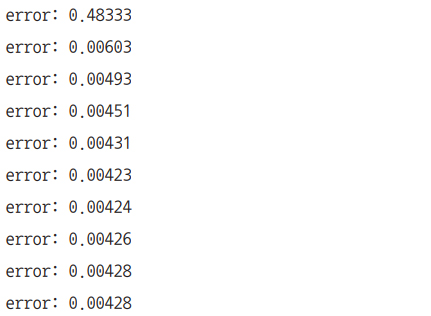 error: 0.48333
error: 0.00603
error: 0.00493
error: 0.00451
error: 0.00431
error: 0.00423
error: 0.00424
error: 0.00426
error: 0.00428
error: 0.00428